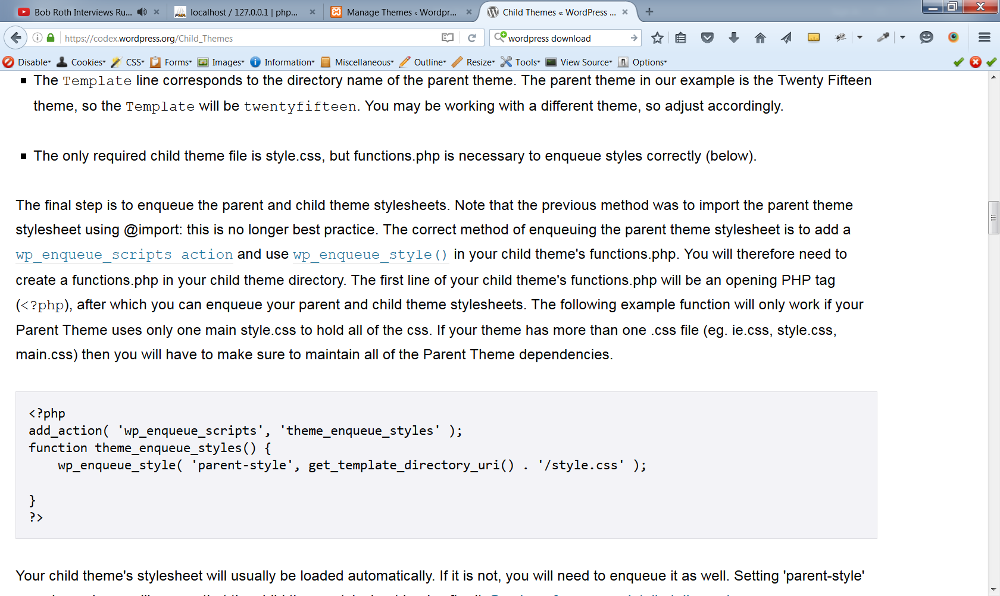 Bob Roth Interviews Ru...
localhost / 127.0.0.1 | php...
Manage Themes ‹ Wordpr...
Child Themes « WordPress ...
https://codex.wordpress.org/Child_Themes
wordpress download
Disable
Cookies
CSS
Forms
Images
Information
Miscellaneous
Outline
Resize
Tools
View Source
Options
The Template line corresponds to the directory name of the parent theme. The parent theme in our example is the Twenty Fifteen
theme, so the Template will be twentyfifteen. You may be working with a different theme, so adjust accordingly.
The only required child theme file is style.css, but functions.php is necessary to enqueue styles correctly (below).
The final step is to enqueue the parent and child theme stylesheets. Note that the previous method was to import the parent theme
stylesheet using @import: this is no longer best practice. The correct method of enqueuing the parent theme stylesheet is to add a
wp_enqueue_scripts action and use wp_enqueue_style() in your child theme's functions.php. You will therefore need to
create a functions.php in your child theme directory. The first line of your child theme's functions.php will be an opening PHP tag
(<?php), after which you can enqueue your parent and child theme stylesheets. The following example function will only work if your
Parent Theme uses only one main style.css to hold all of the css. If your theme has more than one .css file (eg. ie.css, style.css,
main.css) then you will have to make sure to maintain all of the Parent Theme dependencies.
<?php
add_action( 'wp_enqueue_scripts', 'theme_enqueue_styles' );
function theme_enqueue_styles() {
    wp_enqueue_style( 'parent-style', get_template_directory_uri() . '/style.css' );
}
?>
Your child theme's stylesheet will usually be loaded automatically. If it is not, you will need to enqueue it as well. Setting 'parent-style'